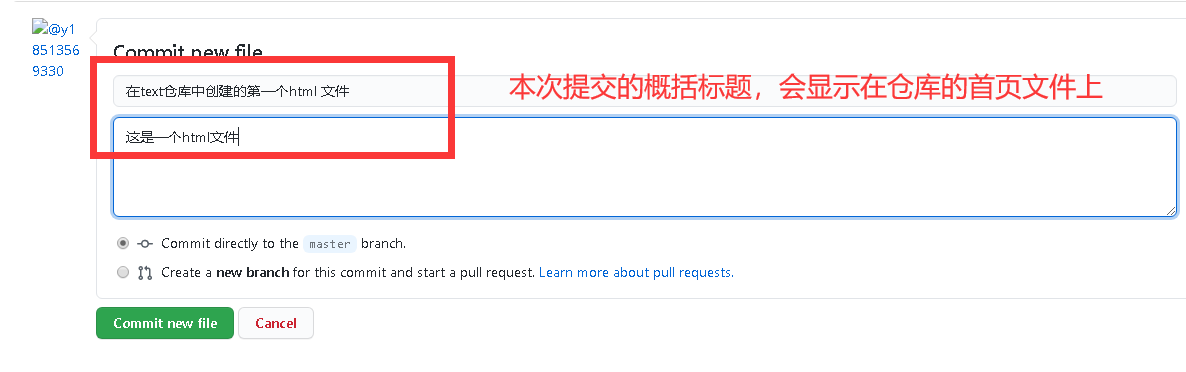 @y1
851356
9330
Commit new file
在text仓库中创建的第一个html 文件
本次提交的概括标题，会显示在仓库的首页文件上
这是一个html文件
Commit directly to the master branch.
Create a new branch for this commit and start a pull request. Learn more about pull requests.
Commit new file
Cancel